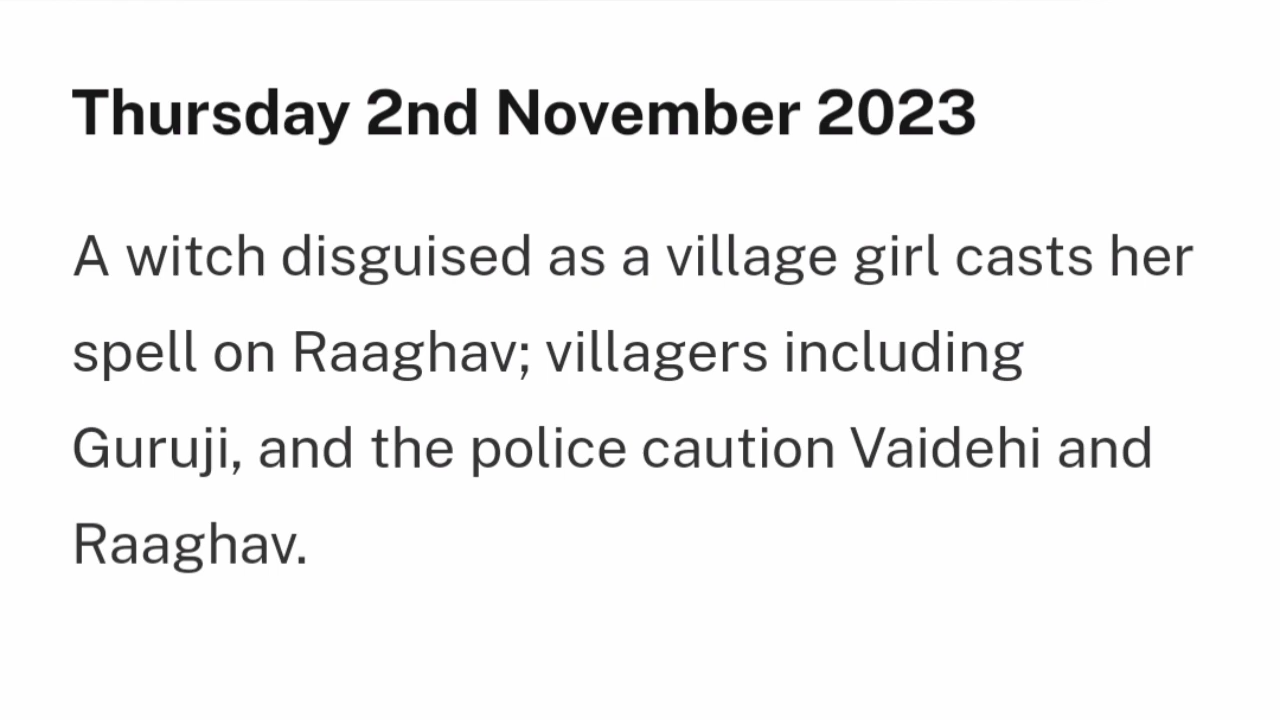 Thursday 2nd November 2023
A witch disguised as a village girl casts her
spell on Raaghav; villagers including
Guruji, and the police caution Vaidehi and
Raaghav.